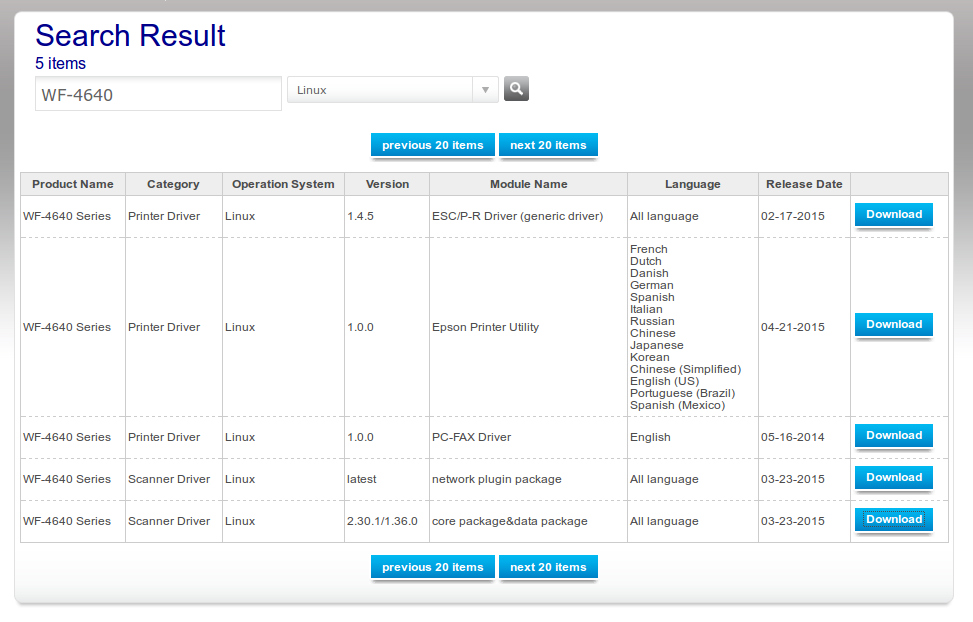 Search Result
5 items
WF-4640 Linux
previous 20 items next 20 items
Product Name Category Operation System Version Module Name Language Release Date
WF-4640 Series Printer Driver Linux 1.4.5 ESC/P-R Driver (generic driver) All language 02-17-2015 Download
French
Dutch
Danish
German
Spanish
Italian
Russian
WF-4640 Series Printer Driver Linux 1.0.0 Epson Printer Utility Chinese 04-21-2015 Download
Japanese
Korean
Chinese (Simplified)
English (US)
Portuguese (Brazil)
Spanish (Mexico)
WF-4640 Series Printer Driver Linux 1.0.0 PC-FAX Driver English 05-16-2014 Download
WF-4640 Series Scanner Driver Linux latest network plugin package All language 03-23-2015 Download
WF-4640 Series Scanner Driver Linux 2.30.1/1.36.0 core package&data package All language 03-23-2015 Download
previous 20 items next 20 items